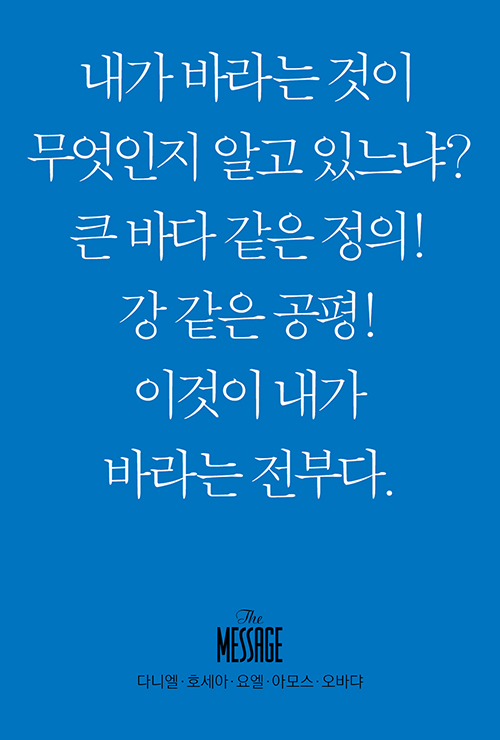 내가 바라는 것이
무엇인지 알고 있느냐?
큰 바다 같은 정의!
강 같은 공평!
이것이 내가
바라는 전부다.
The
MESSAGE
다니엘·호세아·요엘·아모스·오바댜